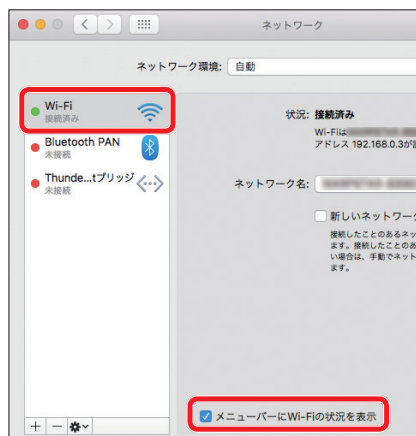 ネットワーク
ネットワーク環境: 自動
Wi-Fi
接続済み
Bluetooth PAN
未接続
Thunde...tブリッジ
未接続
状況: 接続済み
Wi-Fiは
アドレス 192.168.0.3が
ネットワーク名:
新しいネットワーク
接続したことのあるネッ
ます。接続したことのあ
い場合は、手動でネット
ます。
メニューバーにWi-Fiの状況を表示